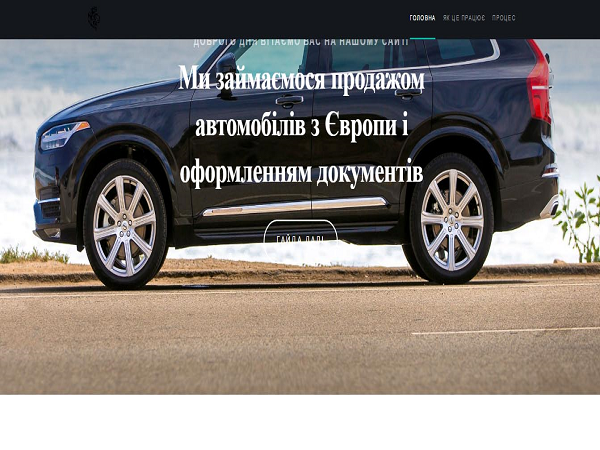 ГОЛОВНА ЯК ЦЕ ПРАЦЮЄ ПРОЦЕС
ДОБРОГО ДНЯ ВІТАЄМО ВАС НА НАШОМУ САЙТІ
Ми займаємося продажом
автомобілів з Європи і
оформленням документів
ГАЙДА ДАЛІ